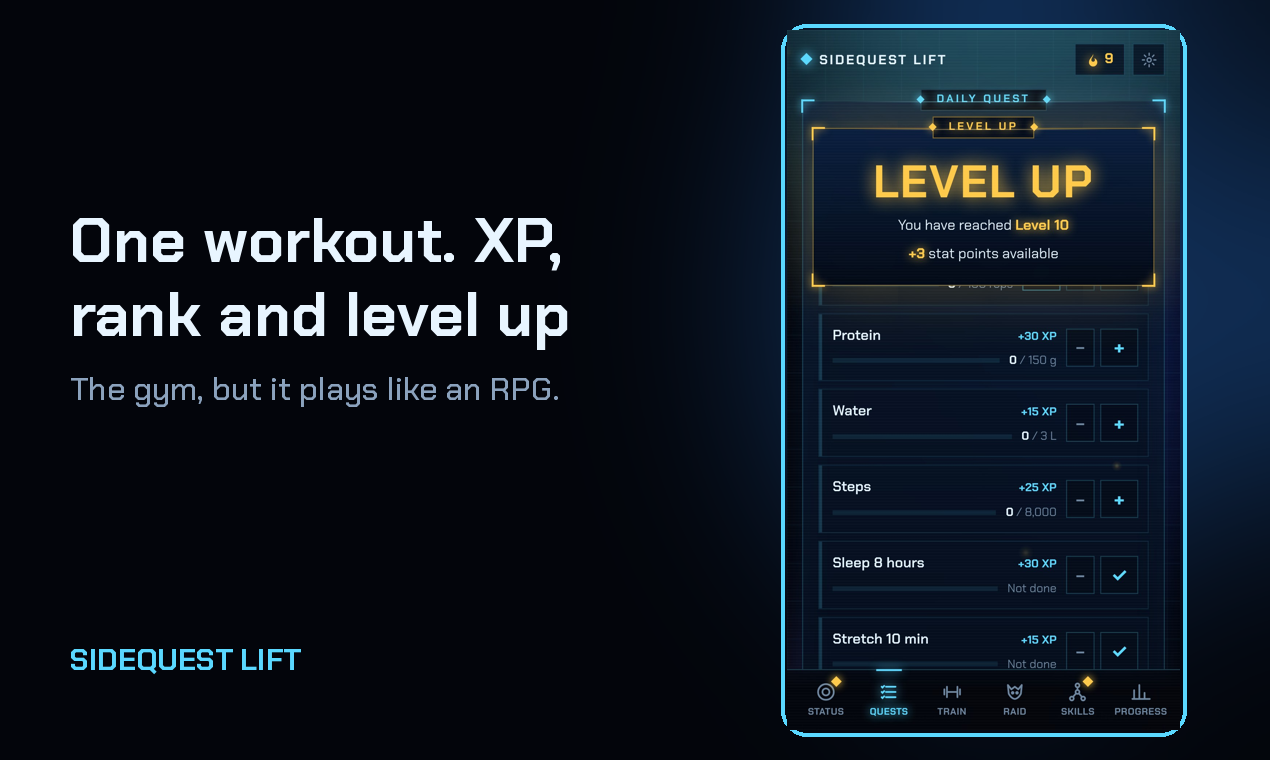 One workout. XP,
rank and level up
The gym, but it plays like an RPG.
SIDEQUEST LIFT
SIDEQUEST LIFT
9
DAILY QUEST
LEVEL UP
LEVEL UP
You have reached Level 10
+3 stat points available
Protein
+30 XP
0 / 150 g
− +
Water
+15 XP
0 / 3 L
− +
Steps
+25 XP
0 / 8,000
− +
Sleep 8 hours
+30 XP
Not done
−
Stretch 10 min
+15 XP
Not done
−
STATUS QUESTS TRAIN RAID SKILLS PROGRESS